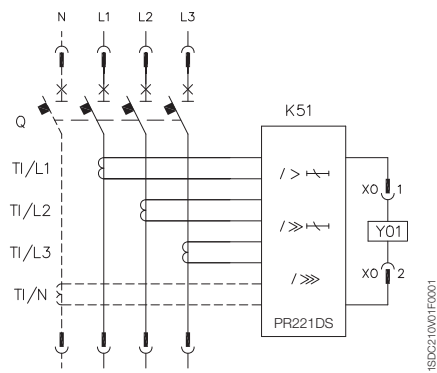 N L1 L2 L3
K51
Q
TI/L1
/ >
X0 1
TI/L2
/ ≫
Y01
TI/L3
X0 2
/ ⋙
TI/N
PR221DS
1SDC210V01F0001